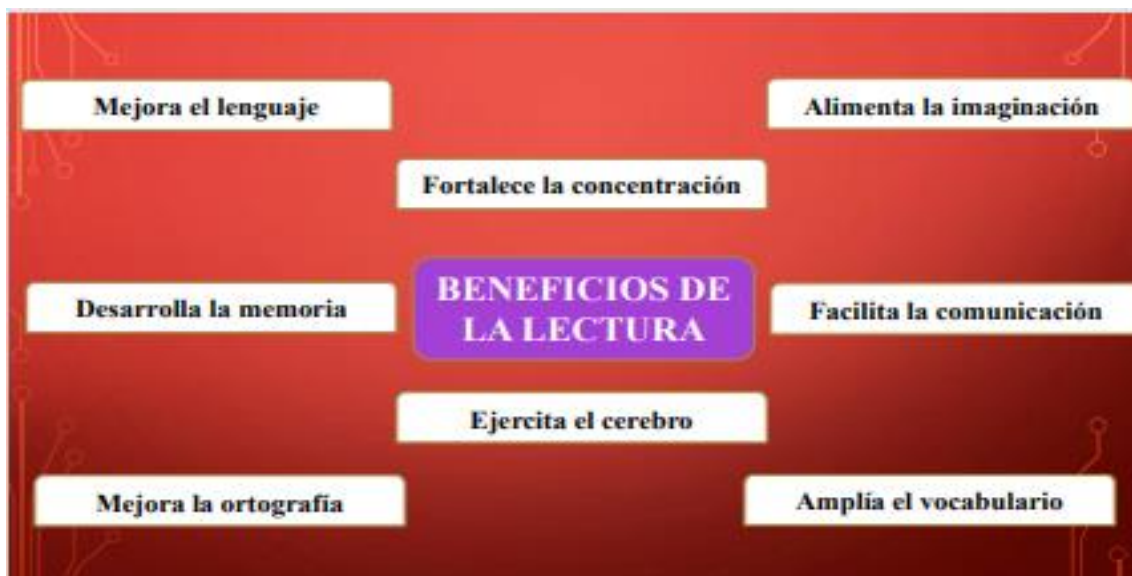 Mejora el lenguaje
Alimenta la imaginación
Fortalece la concentración
Desarrolla la memoria
BENEFICIOS DE
LA LECTURA
Facilita la comunicación
Ejercita el cerebro
Mejora la ortografía
Amplía el vocabulario